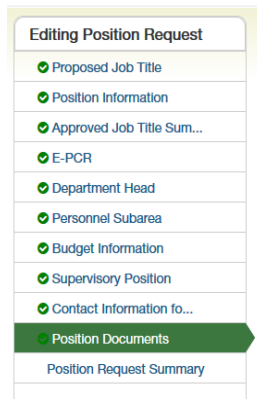 Editing Position Request
Proposed Job Title
Position Information
Approved Job Title Sum...
E-PCR
Department Head
Personnel Subarea
Budget Information
Supervisory Position
Contact Information fo...
Position Documents
Position Request Summary